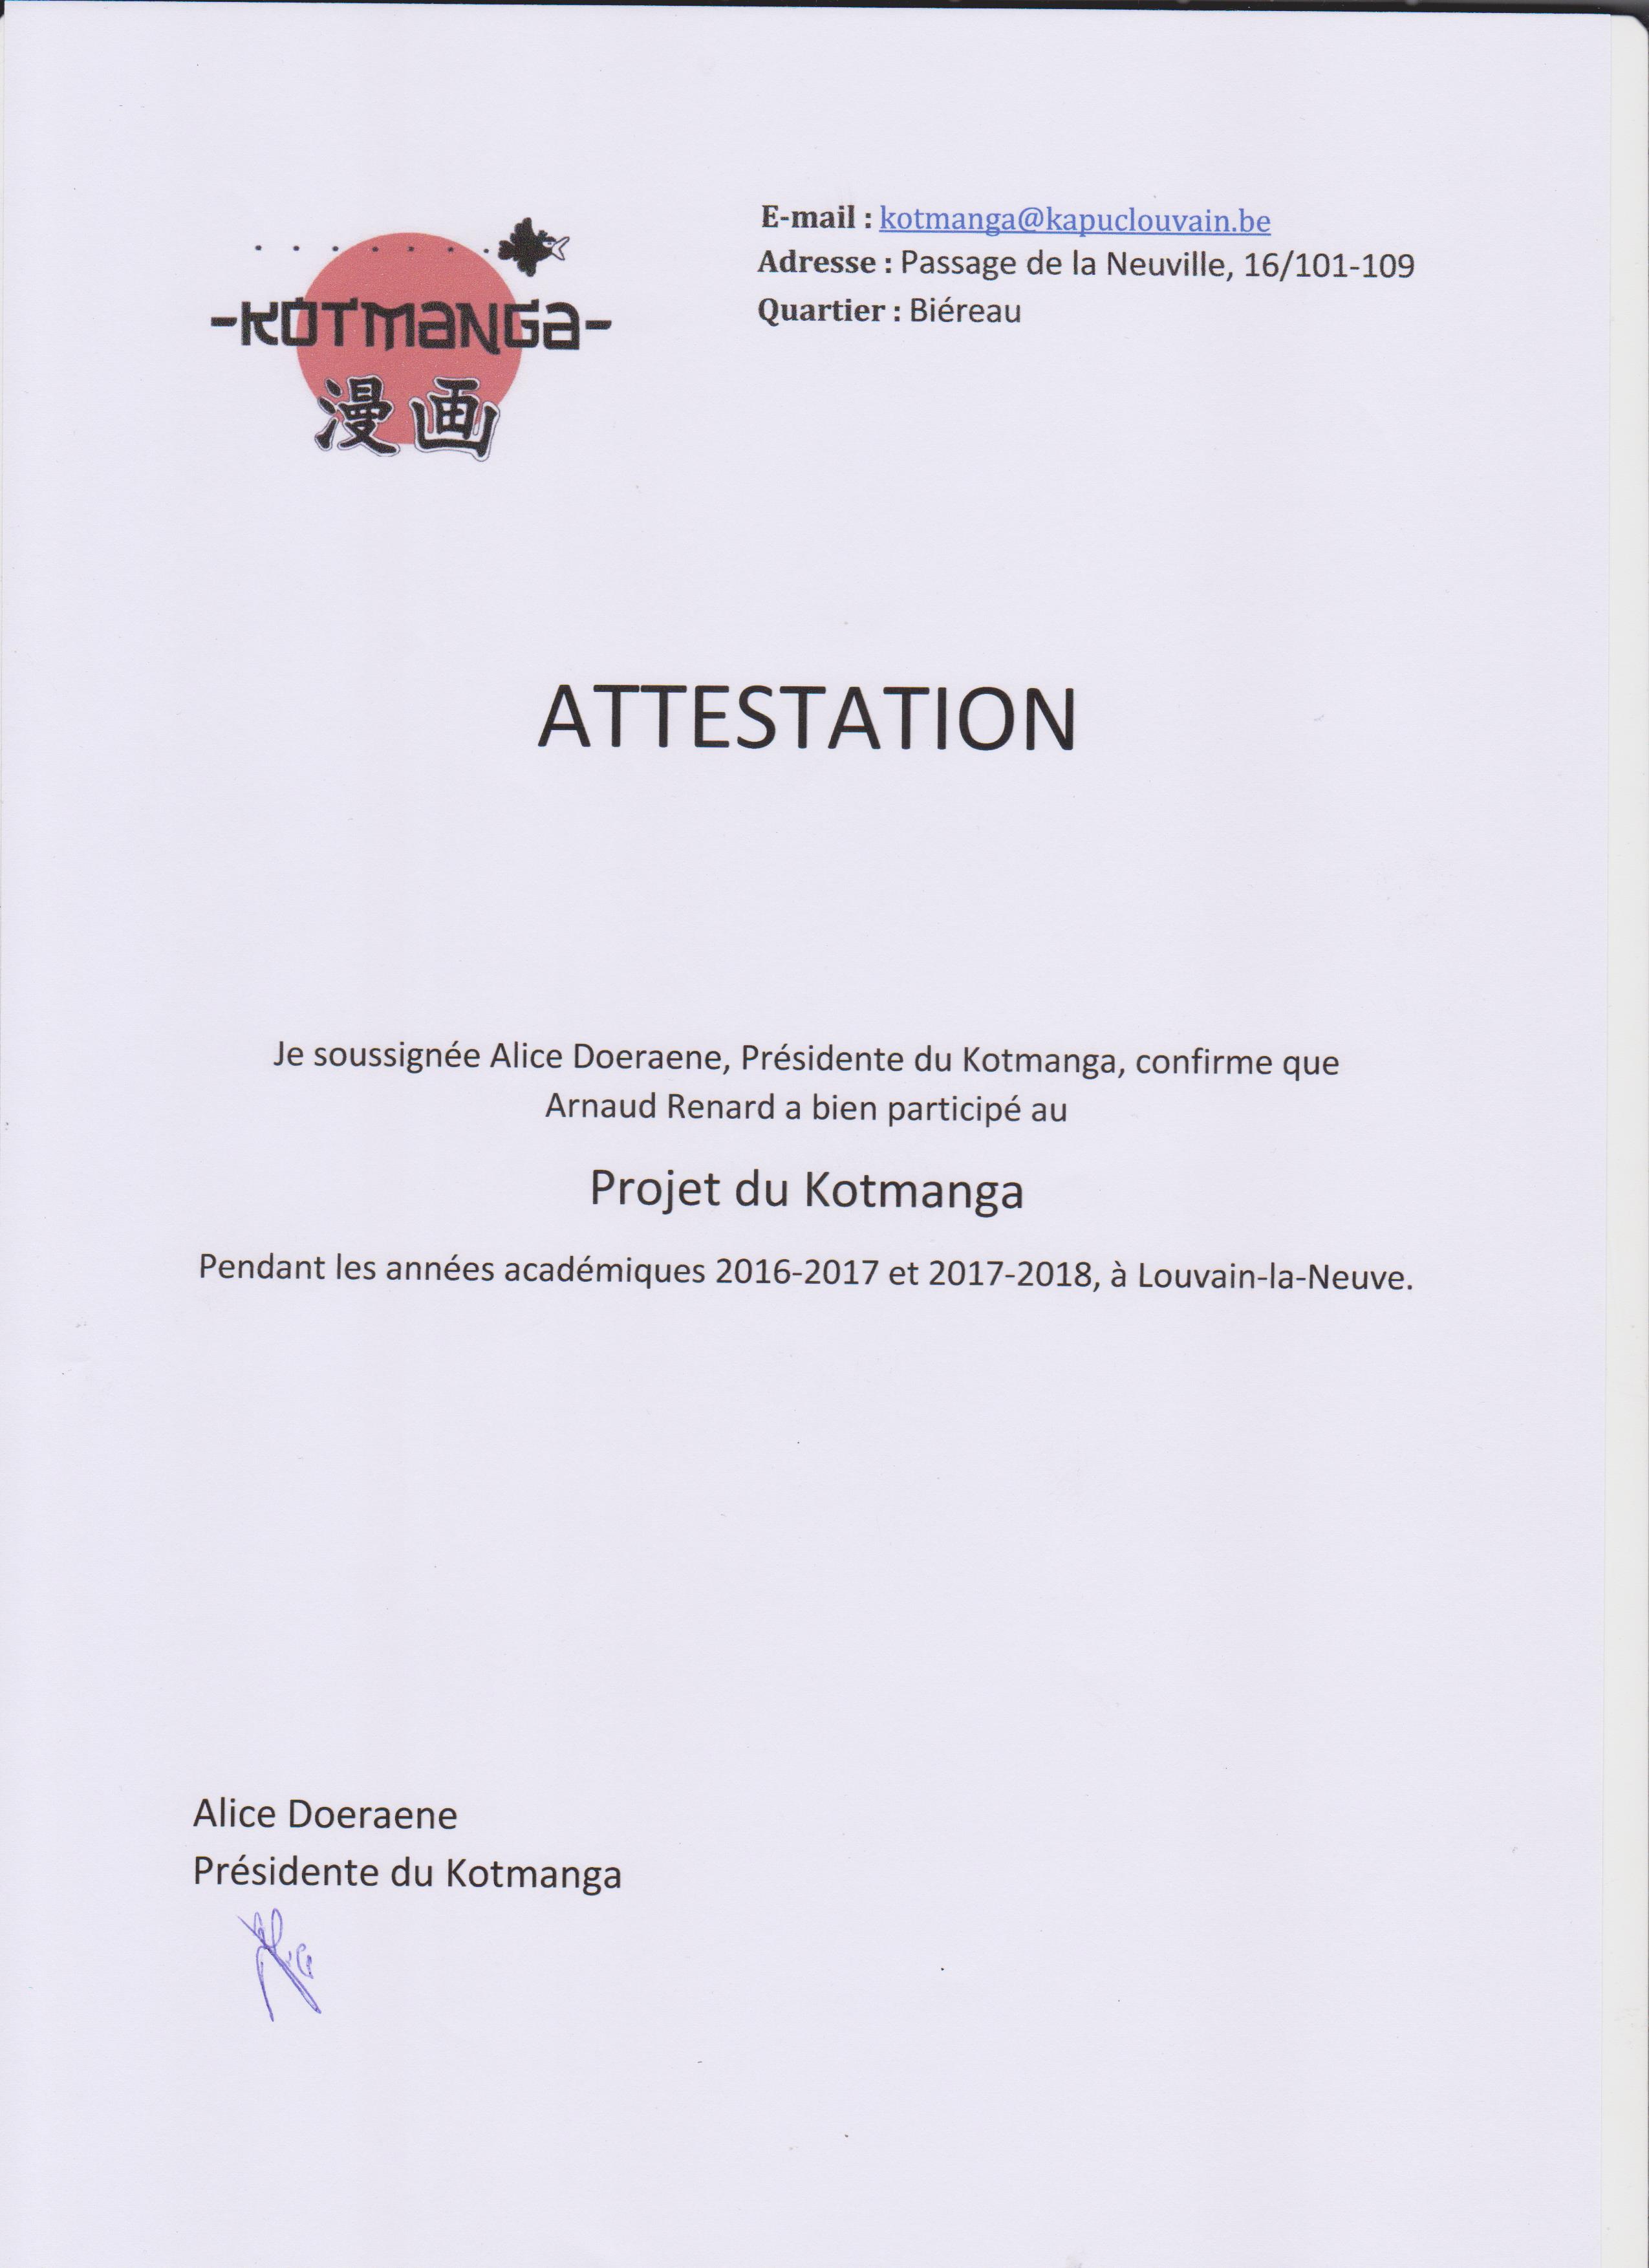 -KOTMANGA-
漫画
E-mail : kotmanga@kapuclouvain.be
Adresse : Passage de la Neuville, 16/101-109
Quartier : Biéreau
ATTESTATION
Je soussignée Alice Doeraene, Présidente du Kotmanga, confirme que
Arnaud Renard a bien participé au
Projet du Kotmanga
Pendant les années académiques 2016-2017 et 2017-2018, à Louvain-la-Neuve.
Alice Doeraene
Présidente du Kotmanga
Alice